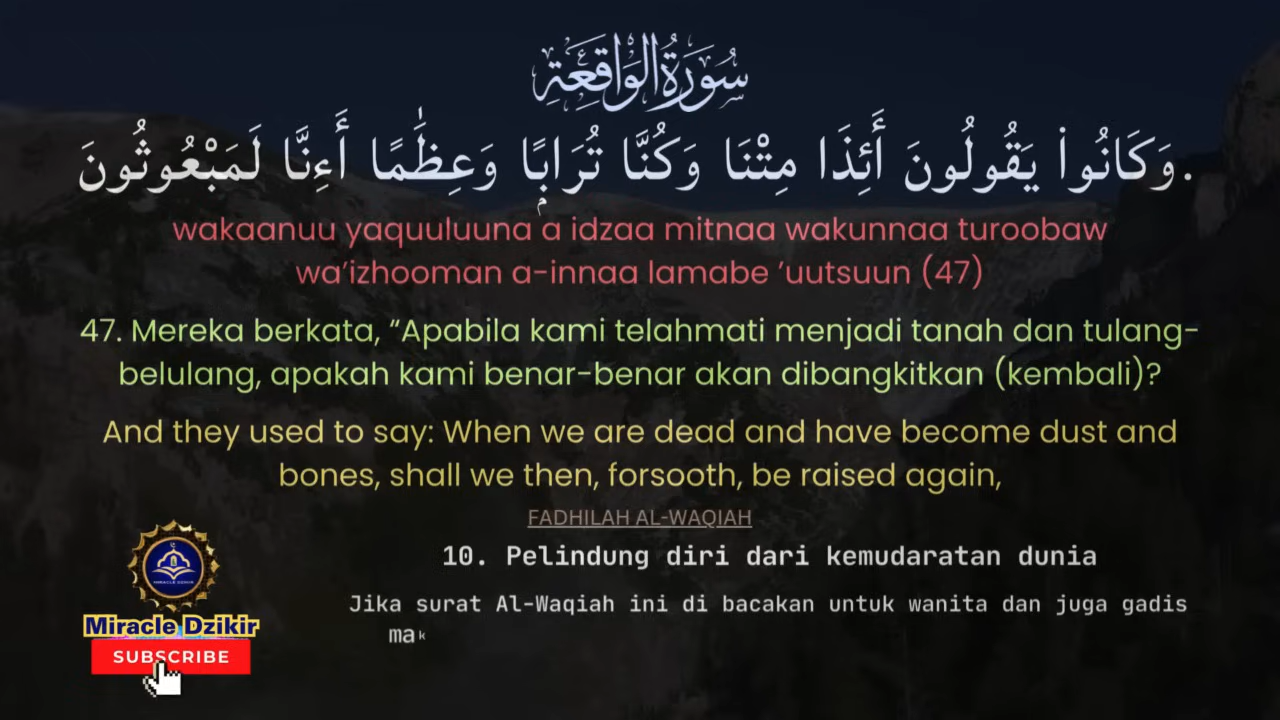 سُورَةُ الْوَاقِعَةِ
وَكَانُوا۟ يَقُولُونَ أَئِذَا مِتْنَا وَكُنَّا تُرَابًۭا وَعِظَٰمًا أَءِنَّا لَمَبْعُوثُونَ.
wakaanuu yaquuluuna a idzaa mitnaa wakunnaa turoobaw
wa’izhooman a-innaa lamabe ’uutsuun (47)
47. Mereka berkata, “Apabila kami telahmati menjadi tanah dan tulang-
belulang, apakah kami benar-benar akan dibangkitkan (kembali)?
And they used to say: When we are dead and have become dust and
bones, shall we then, forsooth, be raised again,
FADHILAH AL-WAQIAH
10. Pelindung diri dari kemudaratan dunia
Jika surat Al-Waqiah ini di bacakan untuk wanita dan juga gadis
mak
MIRACLE DZIKIR
Miracle Dzikir
SUBSCRIBE